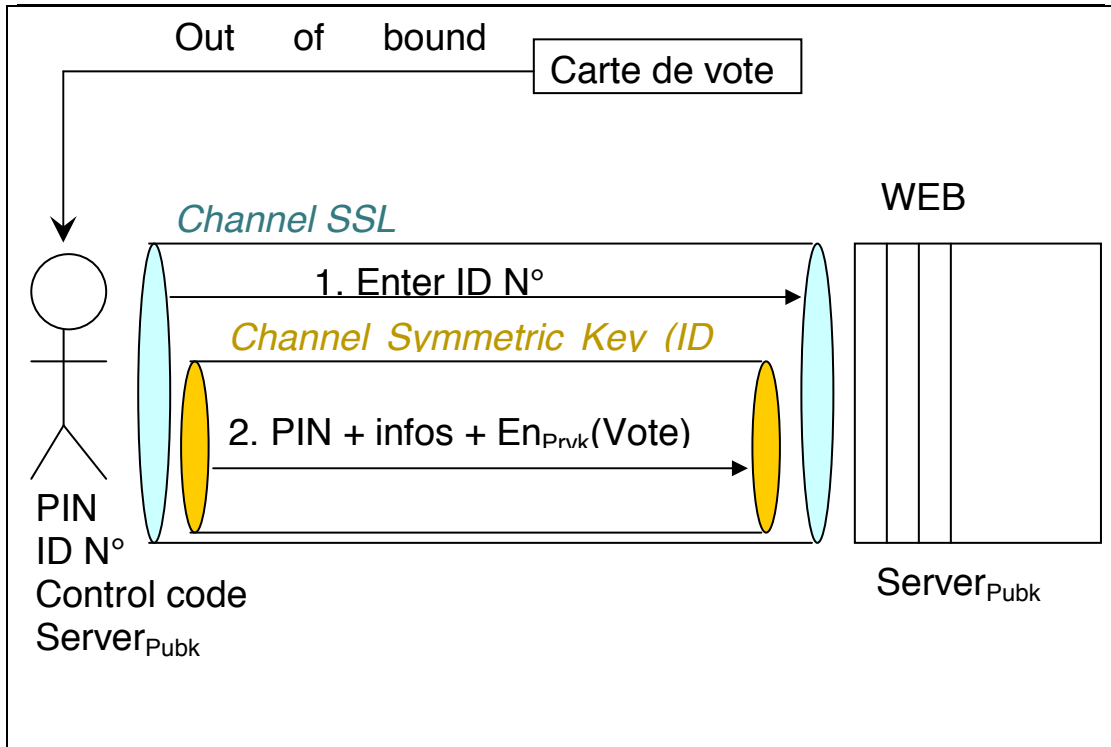 Out of bound
Carte de vote
WEB
Channel SSL
1. Enter ID N°
Channel Symmetric Key (ID
2. PIN + infos + EnPrvk(Vote)
PIN
ID N°
Control code
ServerPubk
ServerPubk